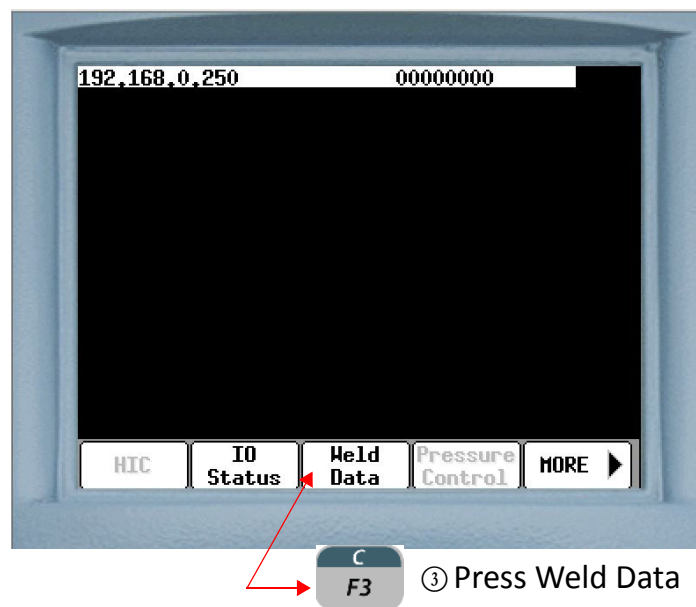 192.168.0.250 00000000
HIC IO Status Weld Data Pressure Control MORE
C
F3 ③ Press Weld Data